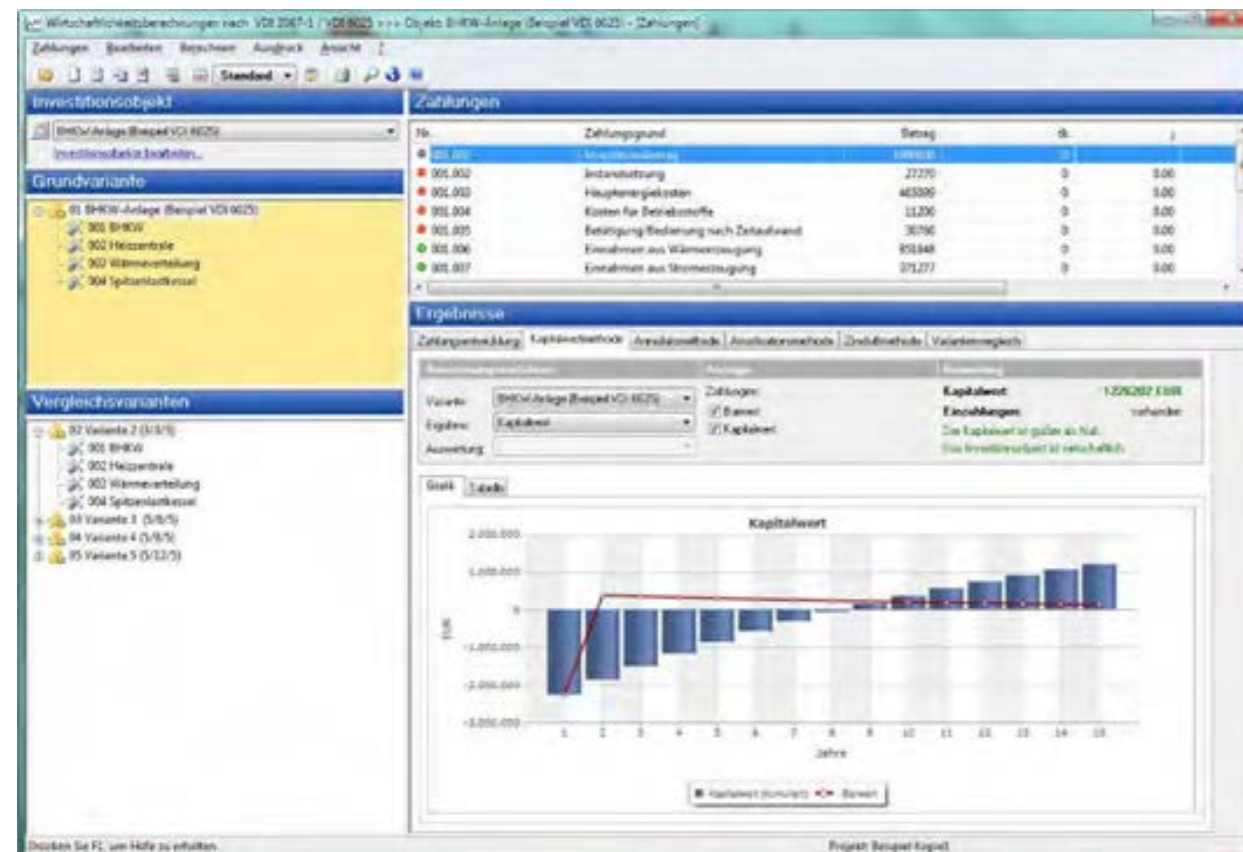 Wirtschaftlichkeitsberechnungen nach VDI 2067-1 / VDI 6025 >>> Objekt: BHKW-Anlage (Beispiel VDI 6025) - [Zahlungen]
Zahlungen Bearbeiten Berechnen Ausdruck Ansicht ?
Standard
Investitionsobjekt
BHKW-Anlage (Beispiel VDI 6025)
Investitionsobjekte bearbeiten...
Grundvariante
01 BHKW-Anlage (Beispiel VDI 6025)
001 BHKW
002 Heizzentrale
003 Wärmeverteilung
004 Spitzenlastkessel
Vergleichsvarianten
02 Variante 2 (3/3/5)
001 BHKW
002 Heizzentrale
003 Wärmeverteilung
004 Spitzenlastkessel
03 Variante 3 (5/8/5)
04 Variante 4 (5/9/5)
05 Variante 5 (5/12/5)
Zahlungen
Nr. Zahlungsgrund Betrag
001.001
001.002 Instandsetzung 27270 0 0.00
001.003 Hauptenergiekosten 0 0.00
001.004 Kosten für Betriebsstoffe 11200 0 0.00
001.005 Betätigung/Bedienung nach Zeitaufwand 30760 0 0.00
001.006 Einnahmen aus Wärmeerzeugung 0 0.00
001.007 Einnahmen aus Stromerzeugung 371277 0 0.00
Ergebnisse
Zahlungsentwicklung Kapitalwertmethode Annuitätsmethode Amortisationsmethode Zinsfußmethode Variantenvergleich
Anzeige Bewertung
Variante: BHKW-Anlage (Beispiel VDI 6025)
Ergebnis: Kapitalwert
Auswertung:
Zahlungen:
Barwert
Kapitalwert
Kapitalwert: EUR
Einzahlungen: vorhanden
Der Kapitalwert ist größer als Null.
Das Investitionsobjekt ist wirtschaftlich.
Grafik Tabelle
Kapitalwert
2.000.000
1.000.000
0
-1.000.000
-2.000.000
-3.000.000
EUR
1 2 3 4 5 6 7 8 9 10 11 12 13 14 15
Jahre
Kapitalwert (kumuliert) Barwert
Drücken Sie F1, um Hilfe zu erhalten.
Projekt: Beispiel Kopie1